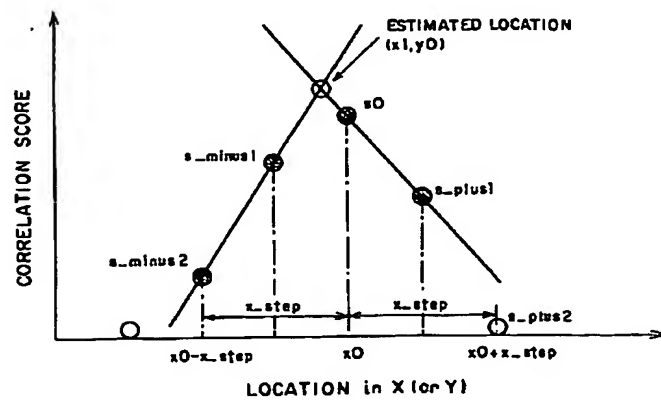 ESTIMATED LOCATION
(x1,y0)
x0
s_minus1
s_plus1
s_minus2
x_step
x_step
s_plus2
x0-x_step
x0
x0+x_step
LOCATION in X (or Y)
CORRELATION SCORE